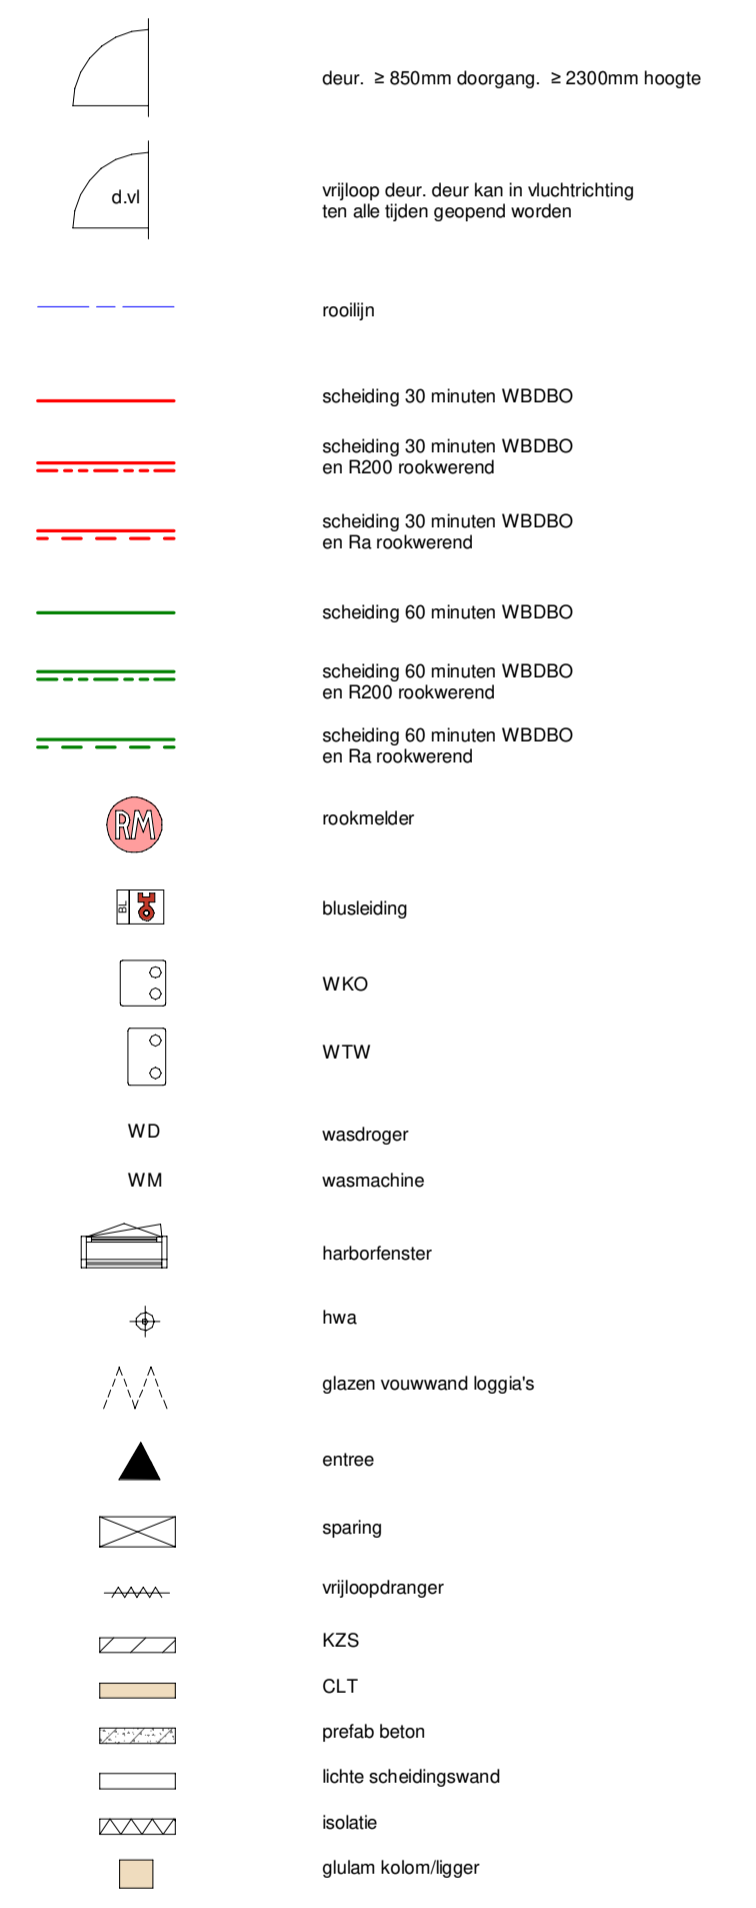 deur. ≥ 850mm doorgang. ≥ 2300mm hoogte
d.vl
vrijloop deur. deur kan in vluchtrichting
ten alle tijden geopend worden
rooilijn
scheiding 30 minuten WBDBO
scheiding 30 minuten WBDBO
en R200 rookwerend
scheiding 30 minuten WBDBO
en Ra rookwerend
scheiding 60 minuten WBDBO
scheiding 60 minuten WBDBO
en R200 rookwerend
scheiding 60 minuten WBDBO
en Ra rookwerend
RM rookmelder
BL blusleiding
WKO
WTW
WD wasdroger
WM wasmachine
harborfenster
hwa
glazen vouwwand loggia's
entree
sparing
vrijloopdranger
KZS
CLT
prefab beton
lichte scheidingswand
isolatie
glulam kolom/ligger